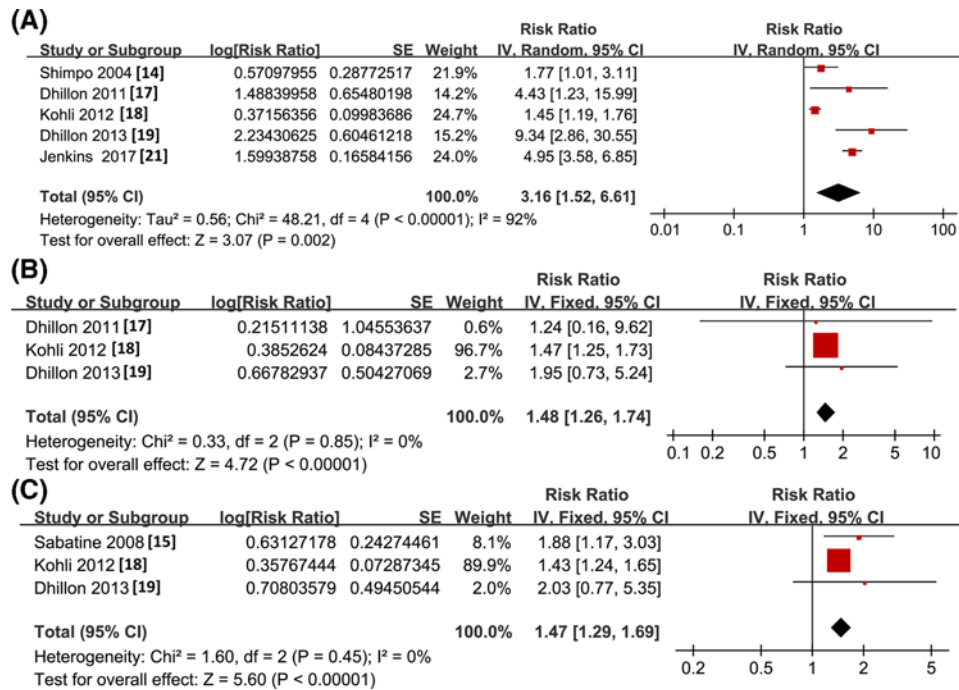 (A)
Risk Ratio Risk Ratio
Study or Subgroup log[Risk Ratio] SE Weight IV, Random, 95% CI IV, Random, 95% CI
Shimpo 2004 [14] 0.57097955 0.28772517 21.9% 1.77 [1.01, 3.11]
Dhillon 2011 [17] 1.48839958 0.65480198 14.2% 4.43 [1.23, 15.99]
Kohli 2012 [18] 0.37156356 0.09983686 24.7% 1.45 [1.19, 1.76]
Dhillon 2013 [19] 2.23430625 0.60461218 15.2% 9.34 [2.86, 30.55]
Jenkins 2017 [21] 1.59938758 0.16584156 24.0% 4.95 [3.58, 6.85]
Total (95% CI) 100.0% 3.16 [1.52, 6.61]
Heterogeneity: Tau² = 0.56; Chi² = 48.21, df = 4 (P < 0.00001); I² = 92%
Test for overall effect: Z = 3.07 (P = 0.002)
0.01 0.1 1 10 100
(B)
Risk Ratio Risk Ratio
Study or Subgroup log[Risk Ratio] SE Weight IV, Fixed, 95% CI IV, Fixed, 95% CI
Dhillon 2011 [17] 0.21511138 1.04553637 0.6% 1.24 [0.16, 9.62]
Kohli 2012 [18] 0.3852624 0.08437285 96.7% 1.47 [1.25, 1.73]
Dhillon 2013 [19] 0.66782937 0.50427069 2.7% 1.95 [0.73, 5.24]
Total (95% CI) 100.0% 1.48 [1.26, 1.74]
Heterogeneity: Chi² = 0.33, df = 2 (P = 0.85); I² = 0%
Test for overall effect: Z = 4.72 (P < 0.00001)
0.1 0.2 0.5 1 2 5 10
(C)
Risk Ratio Risk Ratio
Study or Subgroup log[Risk Ratio] SE Weight IV, Fixed, 95% CI IV, Fixed, 95% CI
Sabatine 2008 [15] 0.63127178 0.24274461 8.1% 1.88 [1.17, 3.03]
Kohli 2012 [18] 0.35767444 0.07287345 89.9% 1.43 [1.24, 1.65]
Dhillon 2013 [19] 0.70803579 0.49450544 2.0% 2.03 [0.77, 5.35]
Total (95% CI) 100.0% 1.47 [1.29, 1.69]
Heterogeneity: Chi² = 1.60, df = 2 (P = 0.45); I² = 0%
Test for overall effect: Z = 5.60 (P < 0.00001)
0.2 0.5 1 2 5